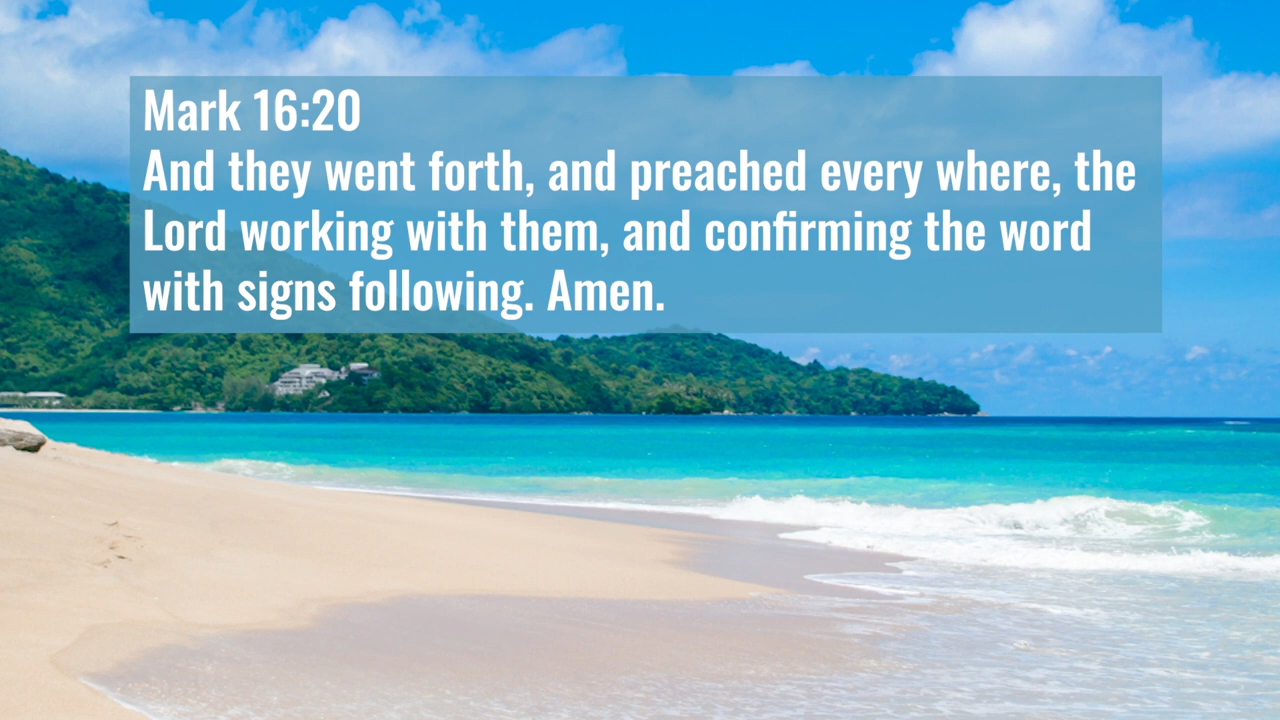 Mark 16:20
And they went forth, and preached every where, the
Lord working with them, and confirming the word
with signs following. Amen.